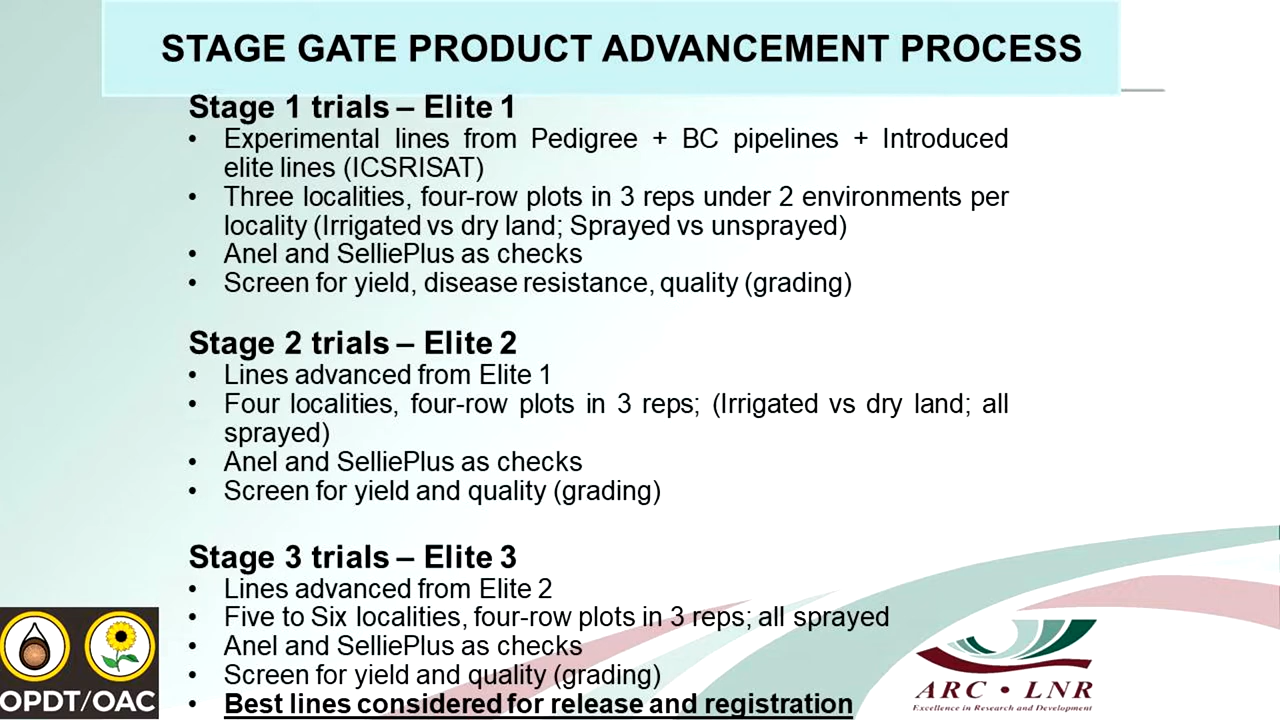 STAGE GATE PRODUCT ADVANCEMENT PROCESS
Stage 1 trials – Elite 1
• Experimental lines from Pedigree + BC pipelines + Introduced
elite lines (ICSRISAT)
• Three localities, four-row plots in 3 reps under 2 environments per
locality (Irrigated vs dry land; Sprayed vs unsprayed)
• Anel and SelliePlus as checks
• Screen for yield, disease resistance, quality (grading)
Stage 2 trials – Elite 2
• Lines advanced from Elite 1
• Four localities, four-row plots in 3 reps; (Irrigated vs dry land; all
sprayed)
• Anel and SelliePlus as checks
• Screen for yield and quality (grading)
Stage 3 trials – Elite 3
• Lines advanced from Elite 2
• Five to Six localities, four-row plots in 3 reps; all sprayed
• Anel and SelliePlus as checks
• Screen for yield and quality (grading)
• Best lines considered for release and registration
OPDT/OAC
ARC • LNR
Excellence in Research and Development